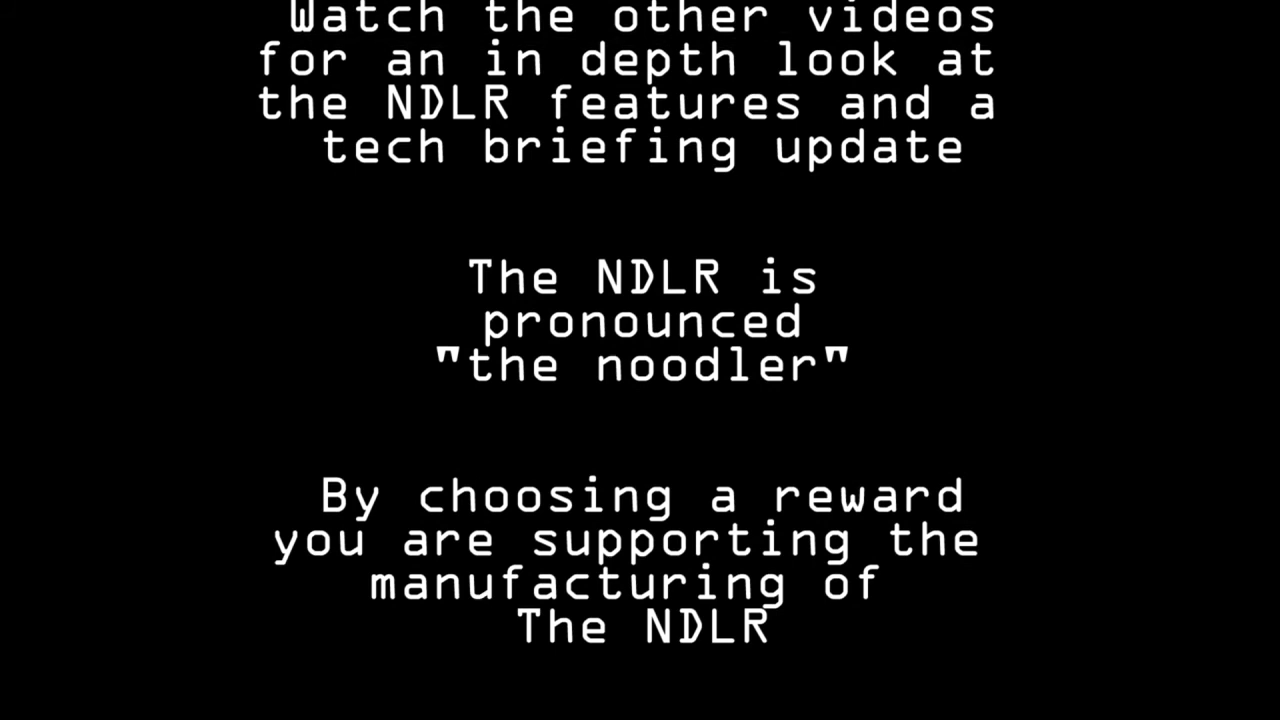 Watch the other videos
for an in depth look at
the NDLR features and a
tech briefing update
The NDLR is
pronounced
"the noodler"
By choosing a reward
you are supporting the
manufacturing of
The NDLR